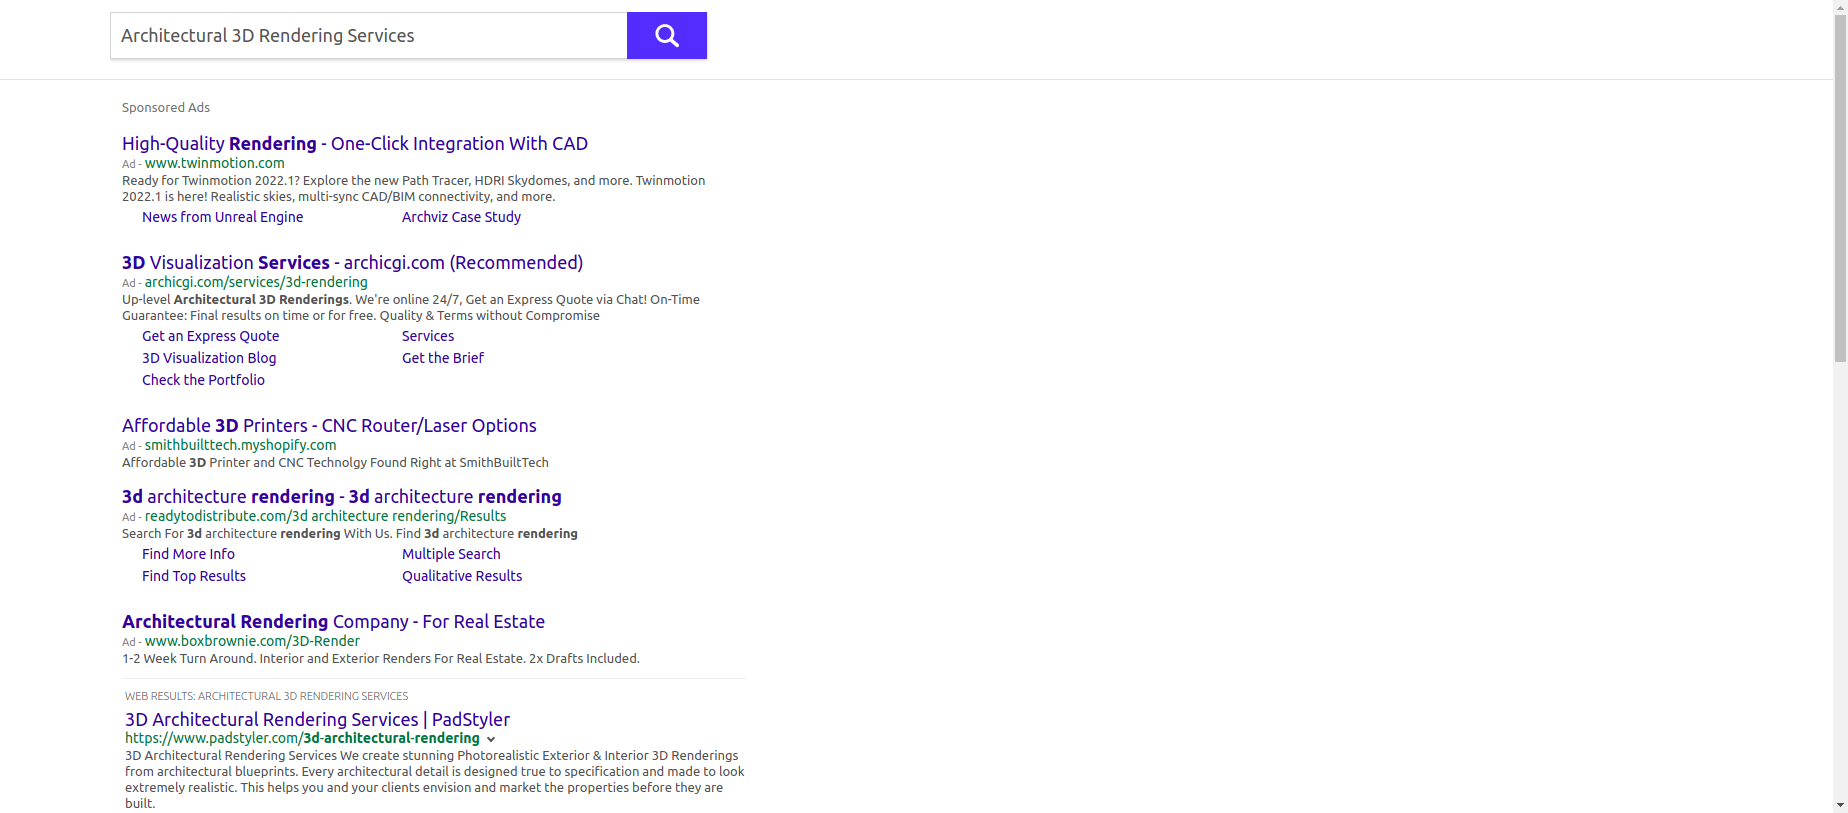 Architectural 3D Rendering Services
Sponsored Ads
High-Quality Rendering - One-Click Integration With CAD
Ad - www.twinmotion.com
Ready for Twinmotion 2022.1? Explore the new Path Tracer, HDRI Skydomes, and more. Twinmotion
2022.1 is here! Realistic skies, multi-sync CAD/BIM connectivity, and more.
News from Unreal Engine Archviz Case Study
3D Visualization Services - archicgi.com (Recommended)
Ad - archicgi.com/services/3d-rendering
Up-level Architectural 3D Renderings. We're online 24/7, Get an Express Quote via Chat! On-Time
Guarantee: Final results on time or for free. Quality & Terms without Compromise
Get an Express Quote Services
3D Visualization Blog Get the Brief
Check the Portfolio
Affordable 3D Printers - CNC Router/Laser Options
Ad - smithbuilttech.myshopify.com
Affordable 3D Printer and CNC Technolgy Found Right at SmithBuiltTech
3d architecture rendering - 3d architecture rendering
Ad - readytodistribute.com/3d architecture rendering/Results
Search For 3d architecture rendering With Us. Find 3d architecture rendering
Find More Info Multiple Search
Find Top Results Qualitative Results
Architectural Rendering Company - For Real Estate
Ad - www.boxbrownie.com/3D-Render
1-2 Week Turn Around. Interior and Exterior Renders For Real Estate. 2x Drafts Included.
WEB RESULTS: ARCHITECTURAL 3D RENDERING SERVICES
3D Architectural Rendering Services | PadStyler
https://www.padstyler.com/3d-architectural-rendering
3D Architectural Rendering Services We create stunning Photorealistic Exterior & Interior 3D Renderings
from architectural blueprints. Every architectural detail is designed true to specification and made to look
extremely realistic. This helps you and your clients envision and market the properties before they are
built.